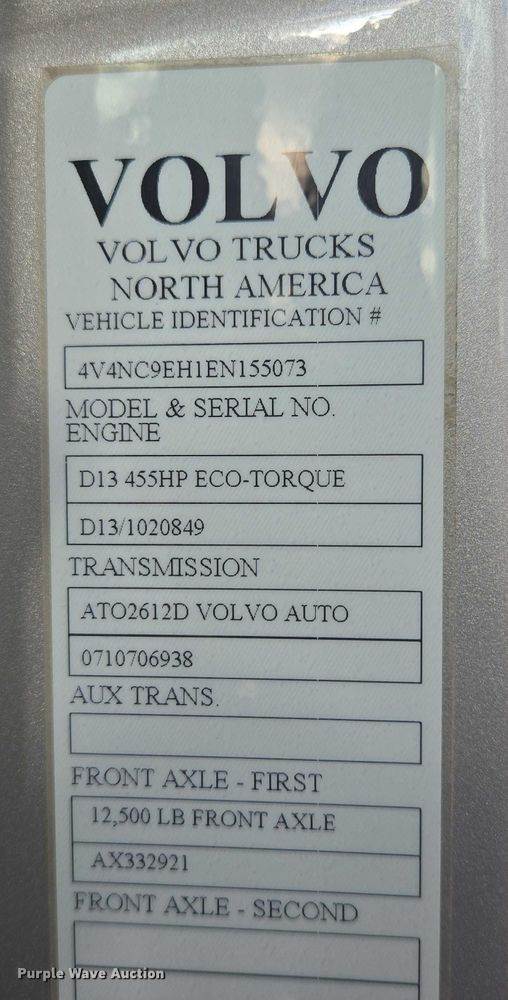 VOLVO
VOLVO TRUCKS
NORTH AMERICA
VEHICLE IDENTIFICATION #
4V4NC9EH1EN155073
MODEL & SERIAL NO.
ENGINE
D13 455HP ECO-TORQUE
D13/1020849
TRANSMISSION
ATO2612D VOLVO AUTO
0710706938
AUX TRANS.
FRONT AXLE - FIRST
12,500 LB FRONT AXLE
AX332921
FRONT AXLE - SECOND
Purple Wave Auction